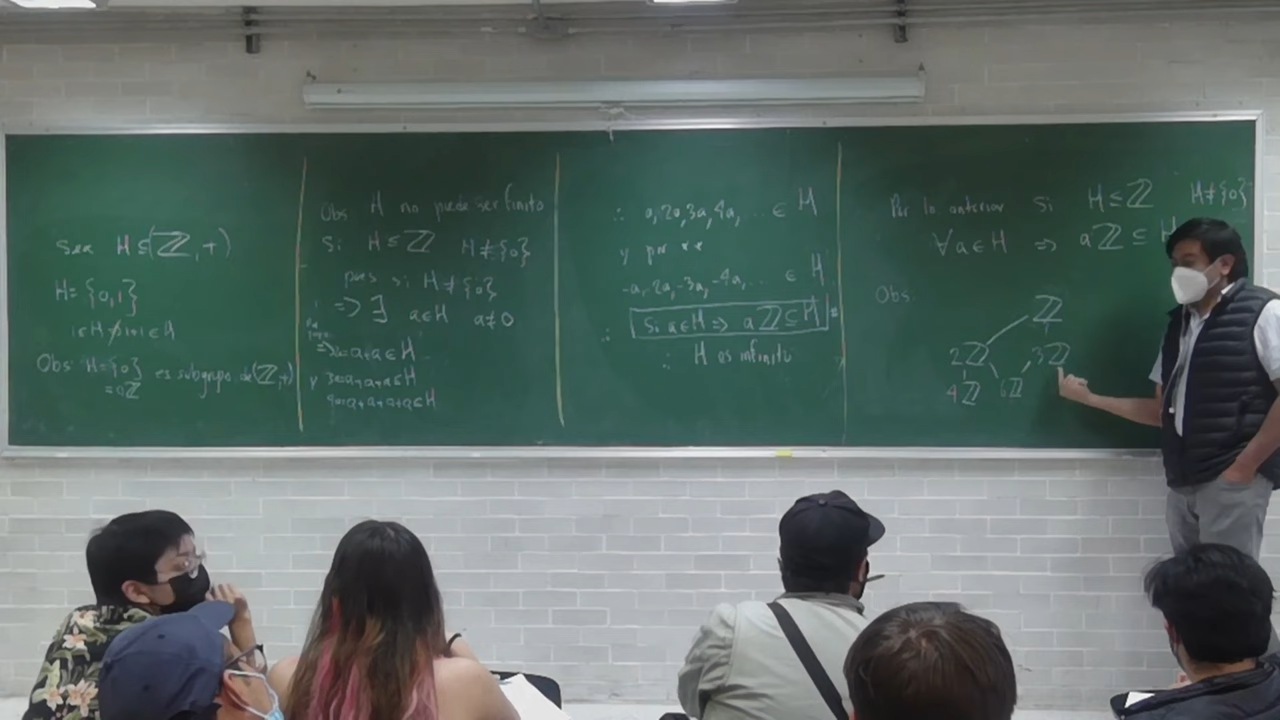 Sea H ≤ (ℤ, +)
H = {0,1}
1∈H 1+1∈H
Obs: H={0} es subgrupo de (ℤ,+)
= 0ℤ
Obs H no puede ser finito
Si H ≤ ℤ H ≠ {0}
pues si H ≠ {0}
=> ∃ a∈H a≠0
=> 2a=a+a∈H
y 3a=a+a+a∈H
4a=a+a+a+a∈H
∴ a, 2a, 3a, 4a, ... ∈ H
y por **
-a, -2a, -3a, -4a, ... ∈ H
∴ Si a∈H => aℤ ⊆ H
∴ H es infinito
Por lo anterior Si H ≤ ℤ H ≠ {0}
∀a∈H => aℤ ⊆ H
Obs:
ℤ
2ℤ 3ℤ
4ℤ 6ℤ